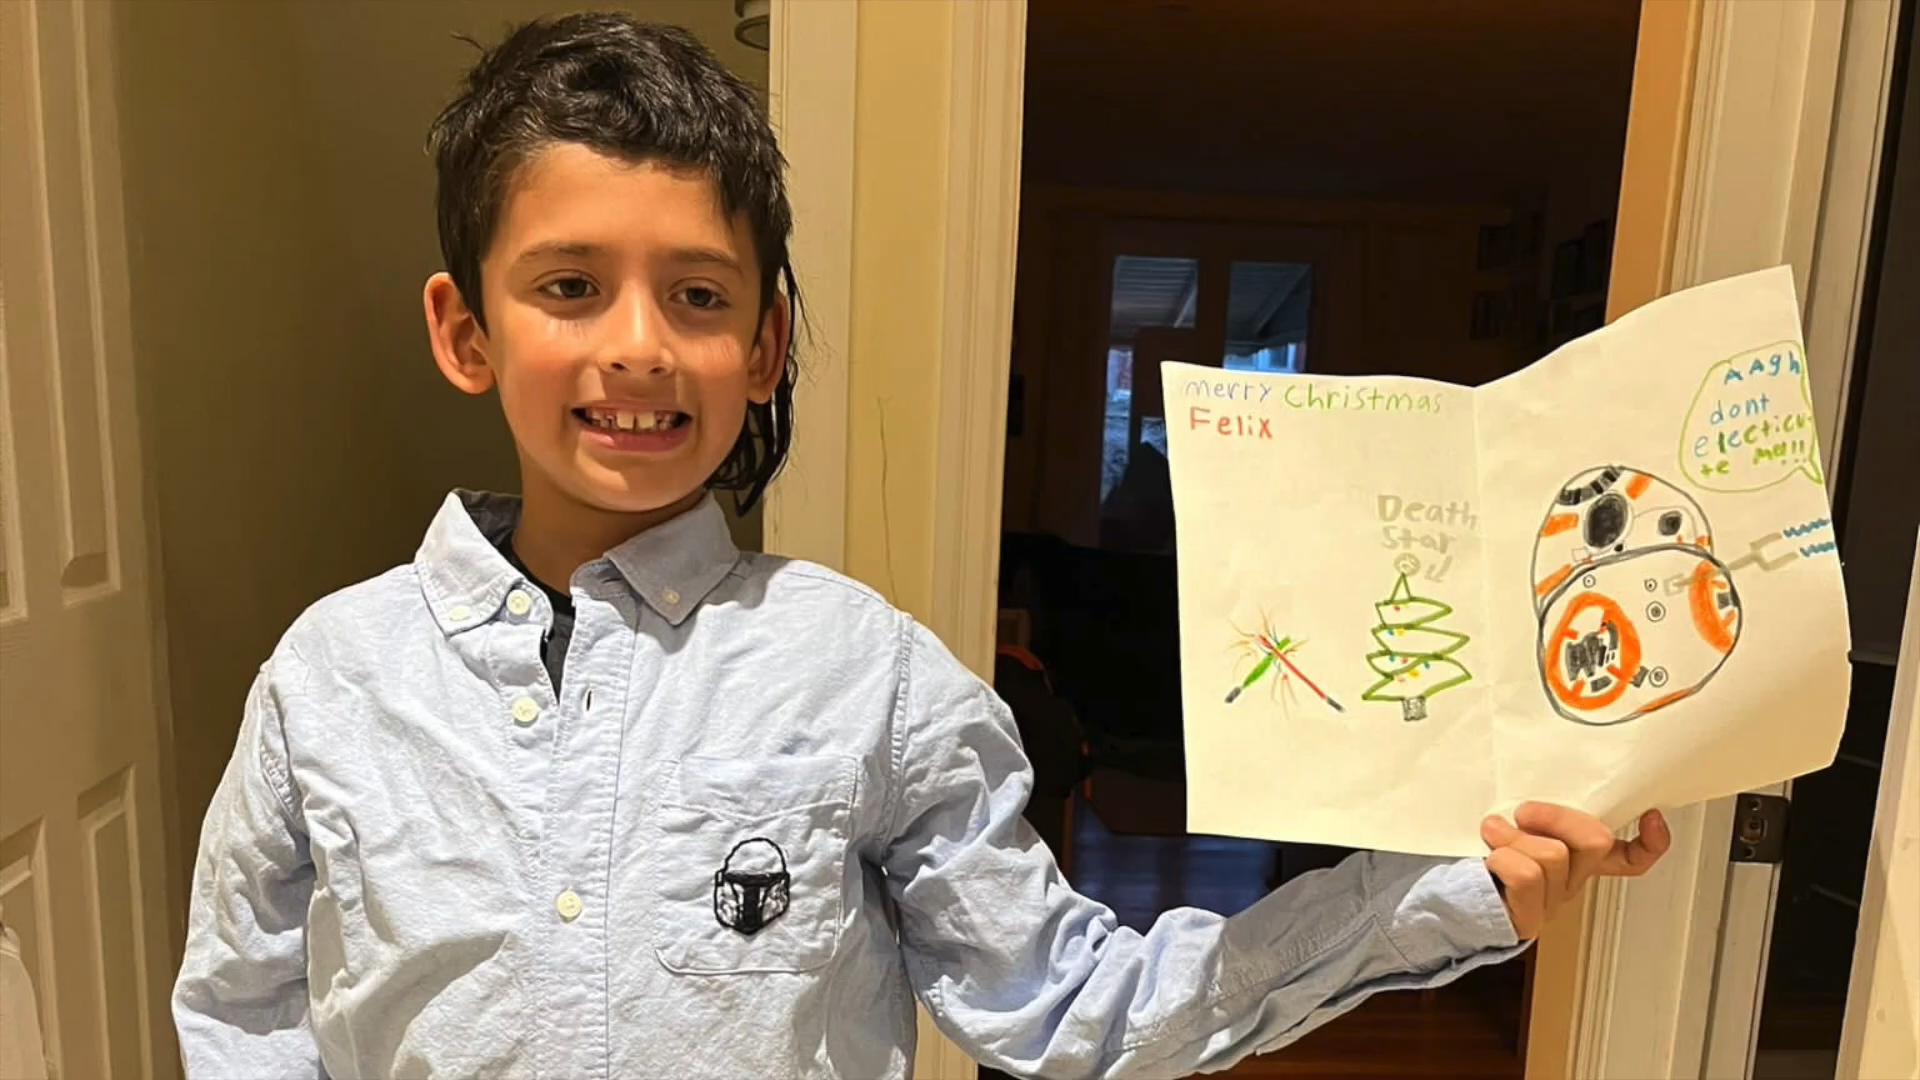 merry Christmas
Felix
Death
Star
AAgh
dont
electicu-
te me!!!